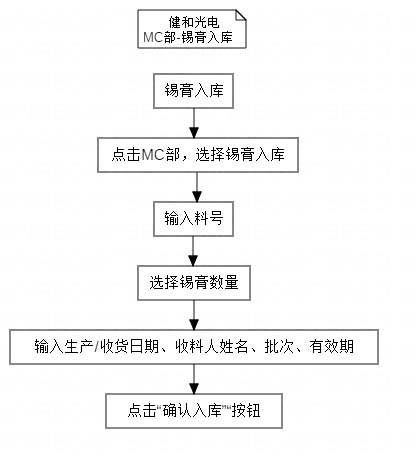 健和光电
MC部-锡膏入库
锡膏入库
点击MC部，选择锡膏入库
输入料号
选择锡膏数量
输入生产/收货日期、收料人姓名、批次、有效期
点击“确认入库”“按钮